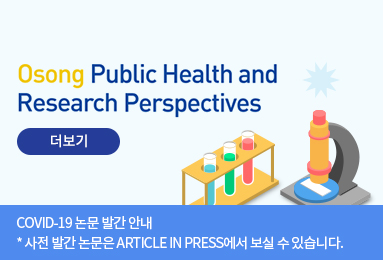 Osong Public Health and
Research Perspectives
더보기
COVID-19 논문 발간 안내
* 사전 발간 논문은 ARTICLE IN PRESS에서 보실 수 있습니다.